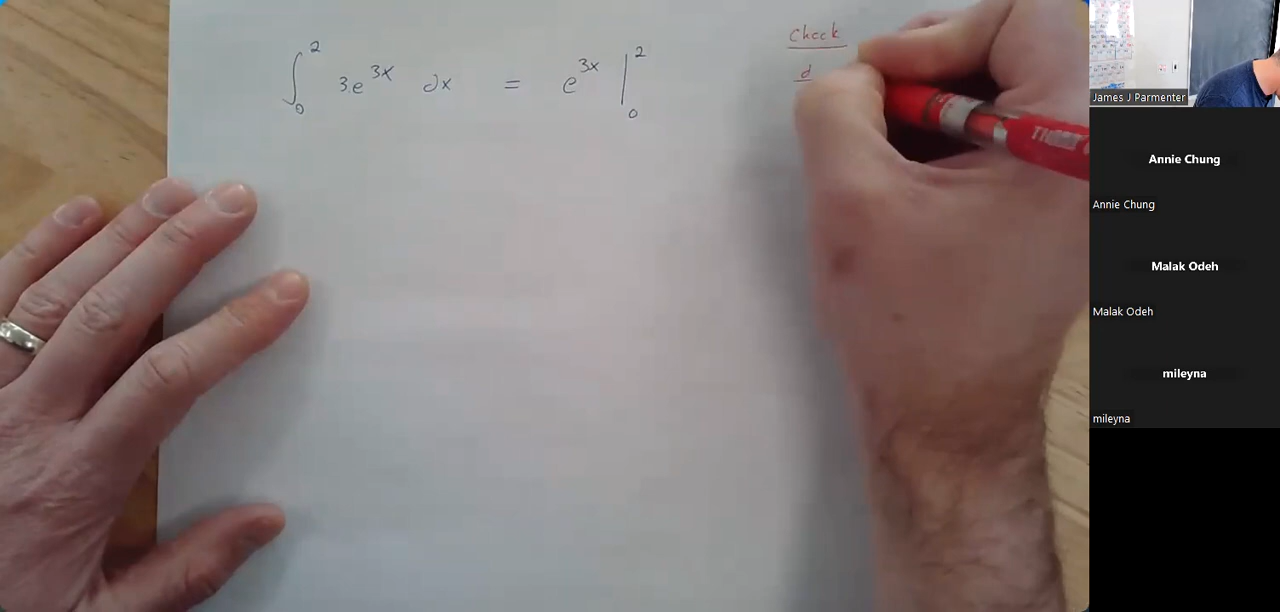 ∫₀² 3e^{3x} dx = e^{3x} |₀²
Check
d
James J Parmenter
Annie Chung
Annie Chung
Malak Odeh
Malak Odeh
mileyna
mileyna